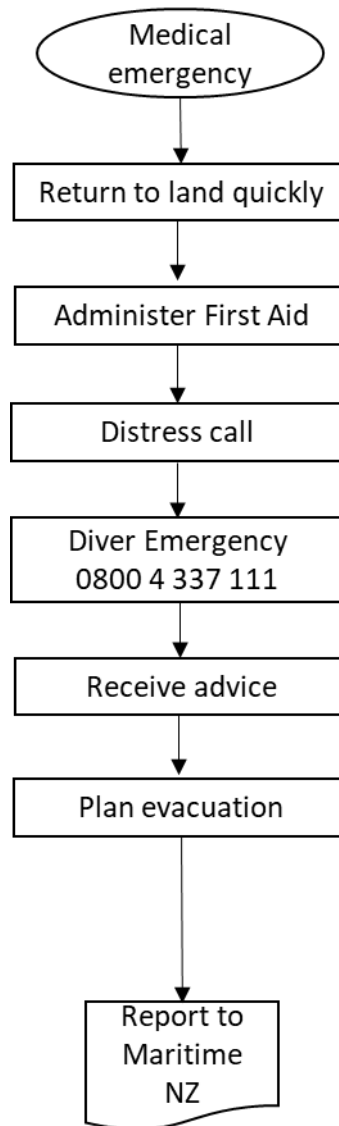 Medical
emergency
Return to land quickly
Administer First Aid
Distress call
Diver Emergency
0800 4 337 111
Receive advice
Plan evacuation
Report to
Maritime
NZ